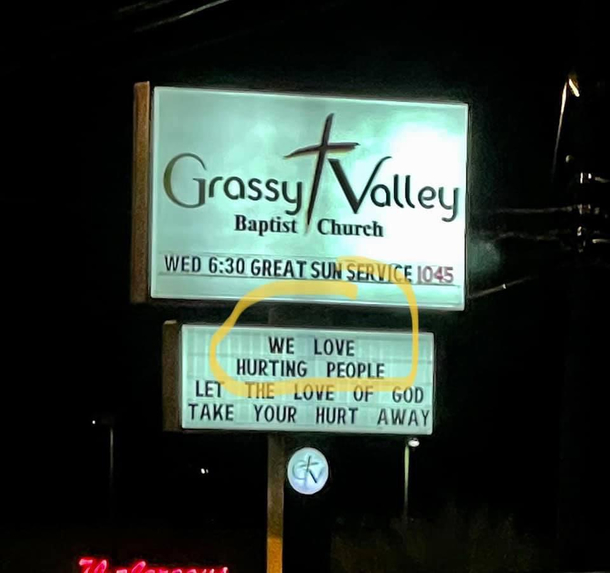 Grassy Valley
Baptist Church
WED 6:30 GREAT SUN SERVICE 1045
WE LOVE
HURTING PEOPLE
LET THE LOVE OF GOD
TAKE YOUR HURT AWAY
GV